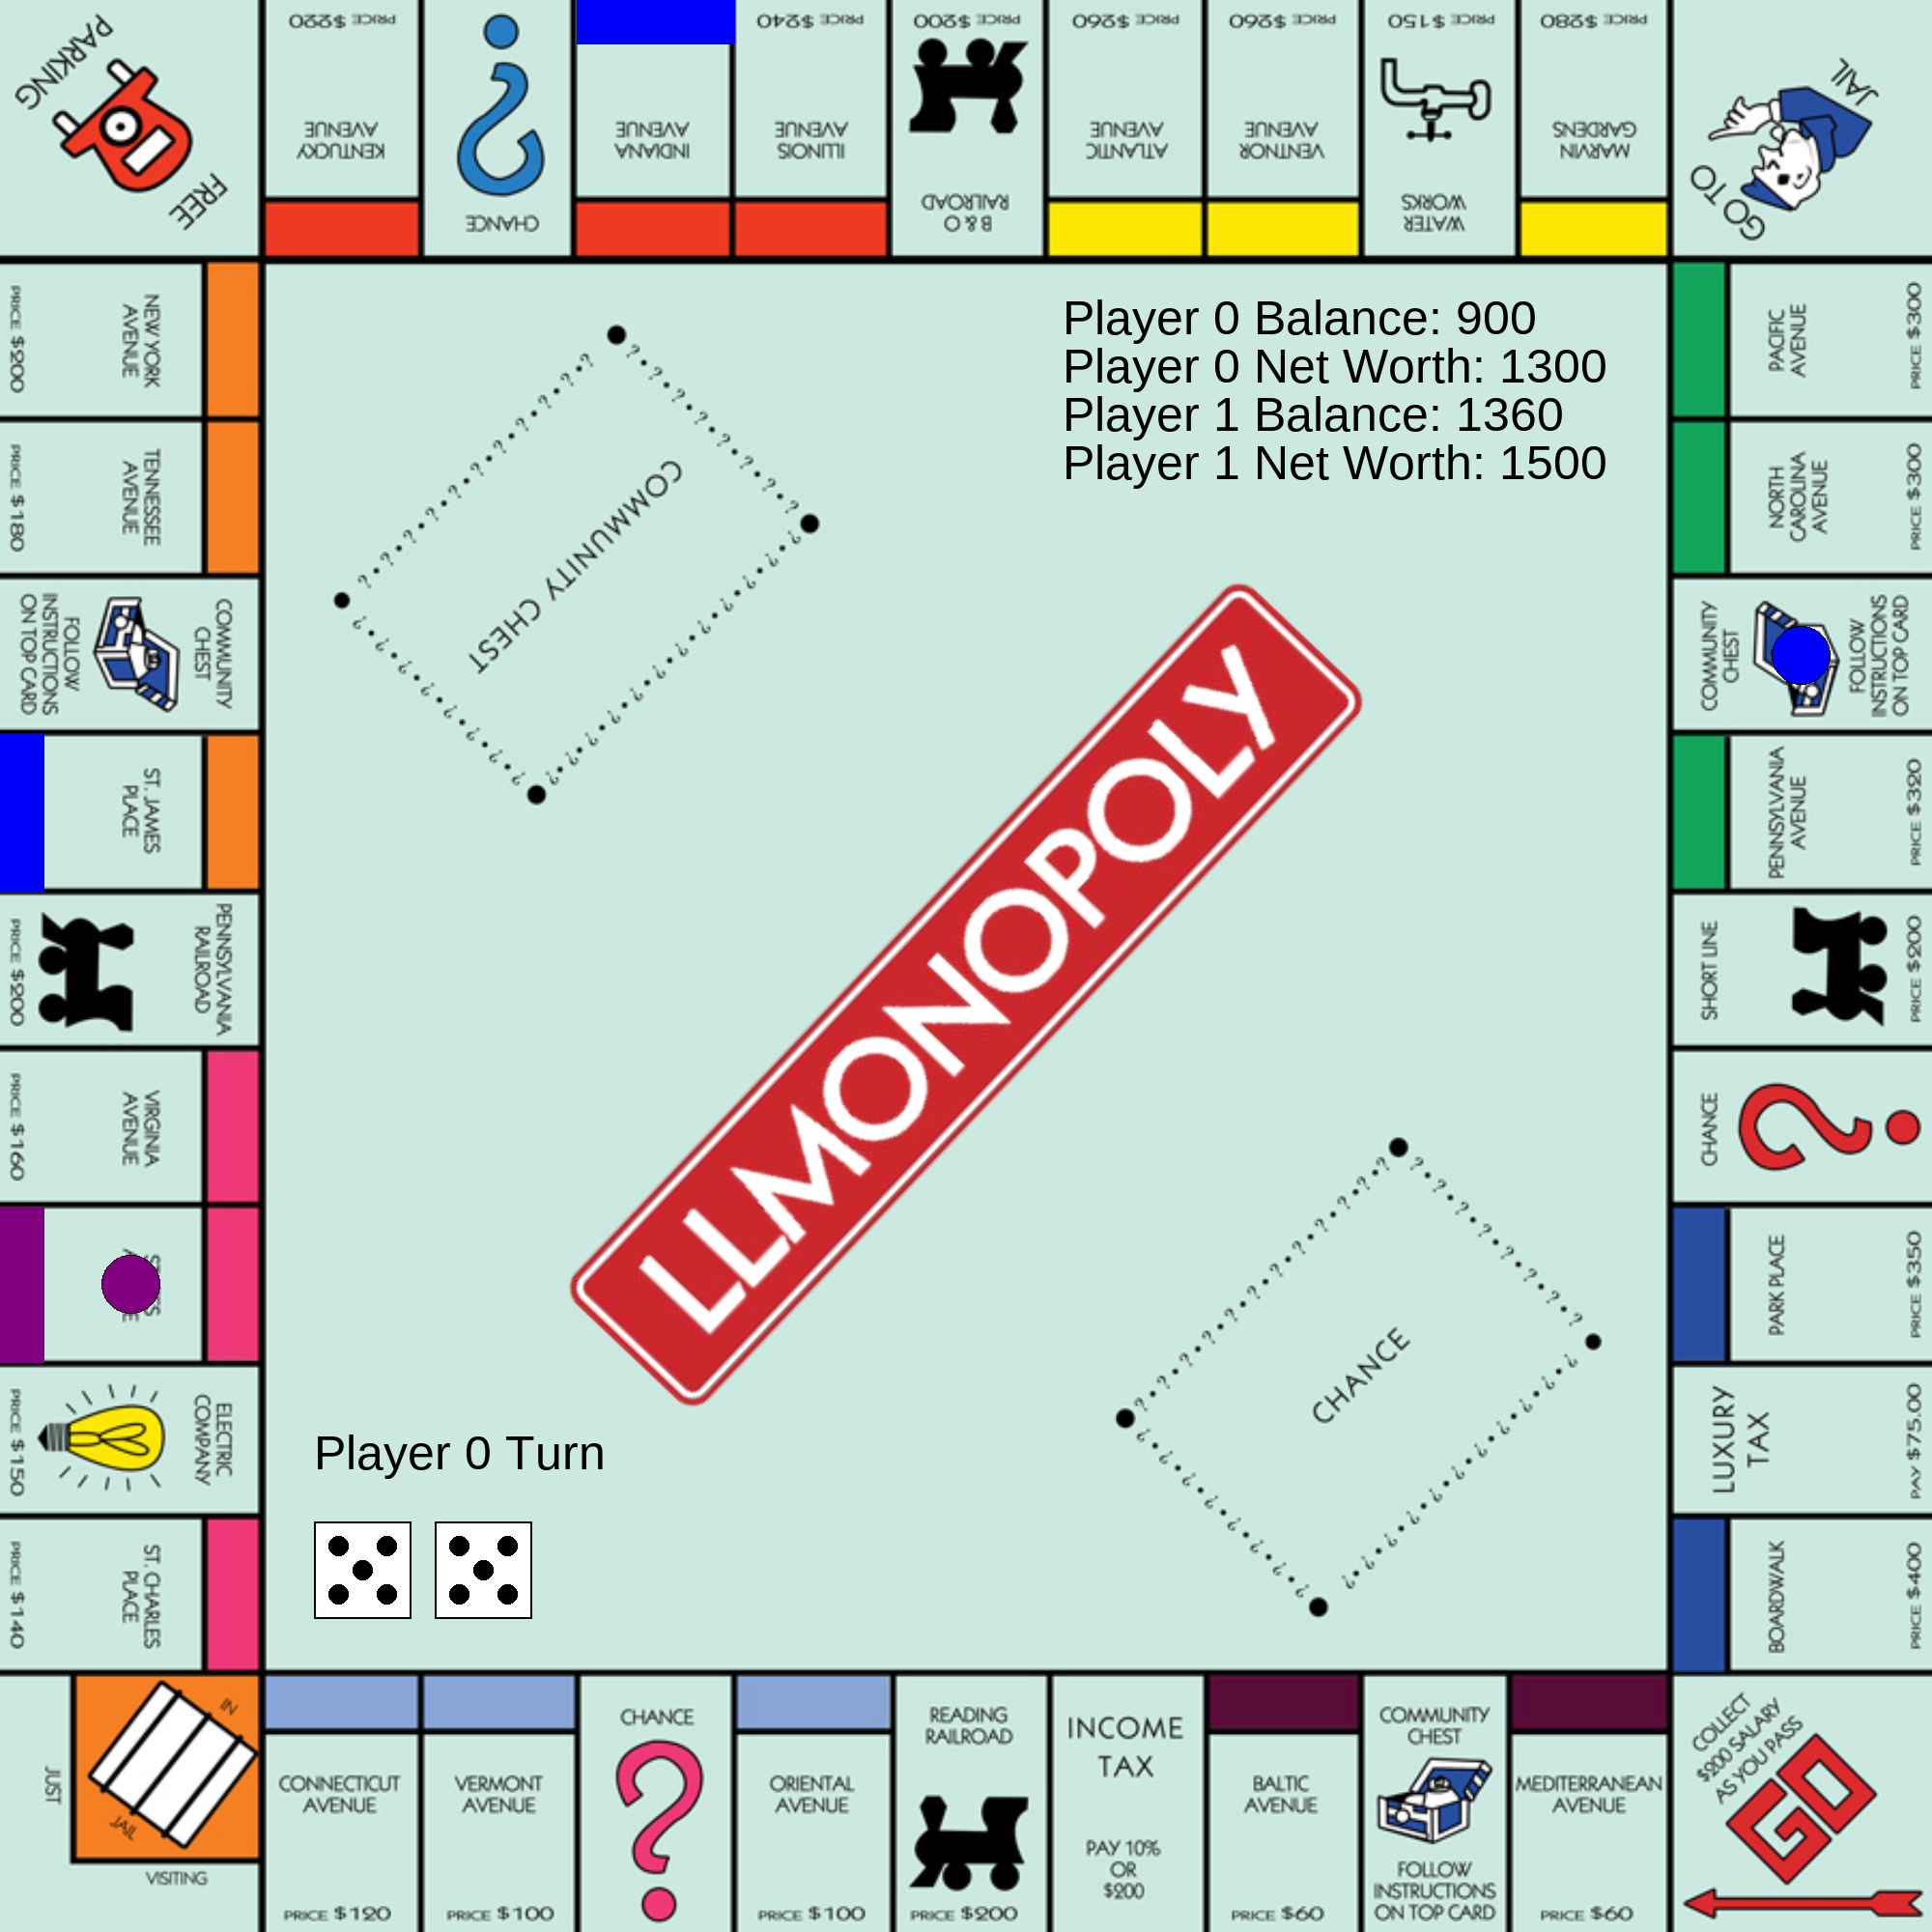 PARKING
FREE
PRICE $220
KENTUCKY
AVENUE
CHANCE
INDIANA
AVENUE
PRICE $240
ILLINOIS
AVENUE
PRICE $200
B & O
RAILROAD
PRICE $260
ATLANTIC
AVENUE
PRICE $260
VENTNOR
AVENUE
PRICE $150
WATER
WORKS
PRICE $280
MARVIN
GARDENS
GO TO
JAIL
NEW YORK
AVENUE
PRICE $200
TENNESSEE
AVENUE
PRICE $180
COMMUNITY
CHEST
FOLLOW
INSTRUCTIONS
ON TOP CARD
ST. JAMES
PLACE
PENNSYLVANIA
RAILROAD
PRICE $200
VIRGINIA
AVENUE
PRICE $160
ELECTRIC
COMPANY
PRICE $150
ST. CHARLES
PLACE
PRICE $140
COMMUNITY CHEST
Player 0 Balance: 900
Player 0 Net Worth: 1300
Player 1 Balance: 1360
Player 1 Net Worth: 1500
LLMONOPOLY
CHANCE
Player 0 Turn
PACIFIC
AVENUE
PRICE $300
NORTH
CAROLINA
AVENUE
PRICE $300
COMMUNITY
CHEST
FOLLOW
INSTRUCTIONS
ON TOP CARD
PENNSYLVANIA
AVENUE
PRICE $320
SHORT LINE
PRICE $200
CHANCE
PARK PLACE
PRICE $350
LUXURY
TAX
PAY $75.00
BOARDWALK
PRICE $400
IN
JAIL
JUST
VISITING
CONNECTICUT
AVENUE
PRICE $120
VERMONT
AVENUE
PRICE $100
CHANCE
ORIENTAL
AVENUE
PRICE $100
READING
RAILROAD
PRICE $200
INCOME
TAX
PAY 10%
OR
$200
BALTIC
AVENUE
PRICE $60
COMMUNITY
CHEST
FOLLOW
INSTRUCTIONS
ON TOP CARD
MEDITERRANEAN
AVENUE
PRICE $60
COLLECT
$200 SALARY
AS YOU PASS
GO